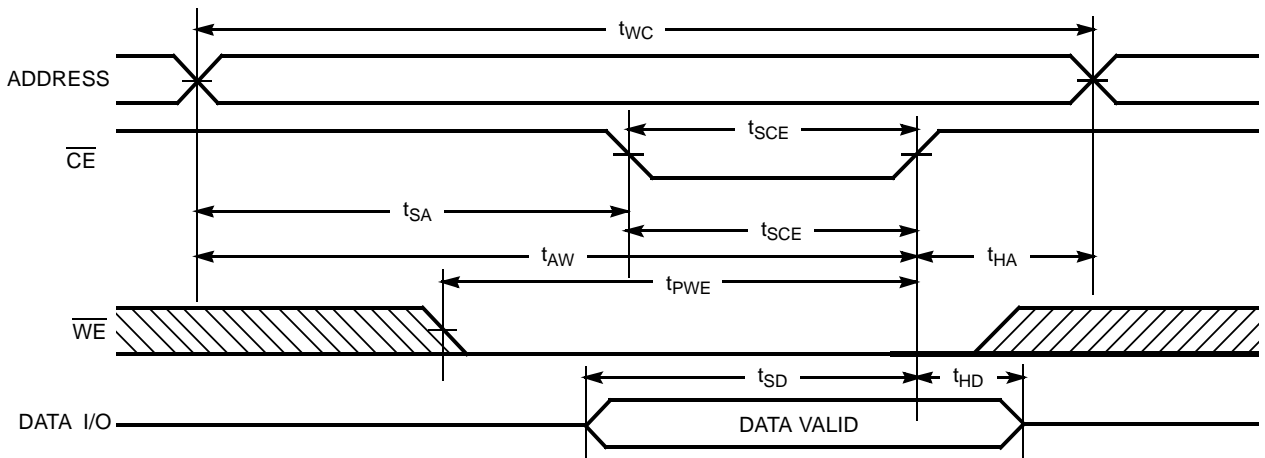 tWC
ADDRESS
tSCE
CE
tSA
tSCE
tAW
tHA
tPWE
WE
tSD
tHD
DATA I/O
DATA VALID